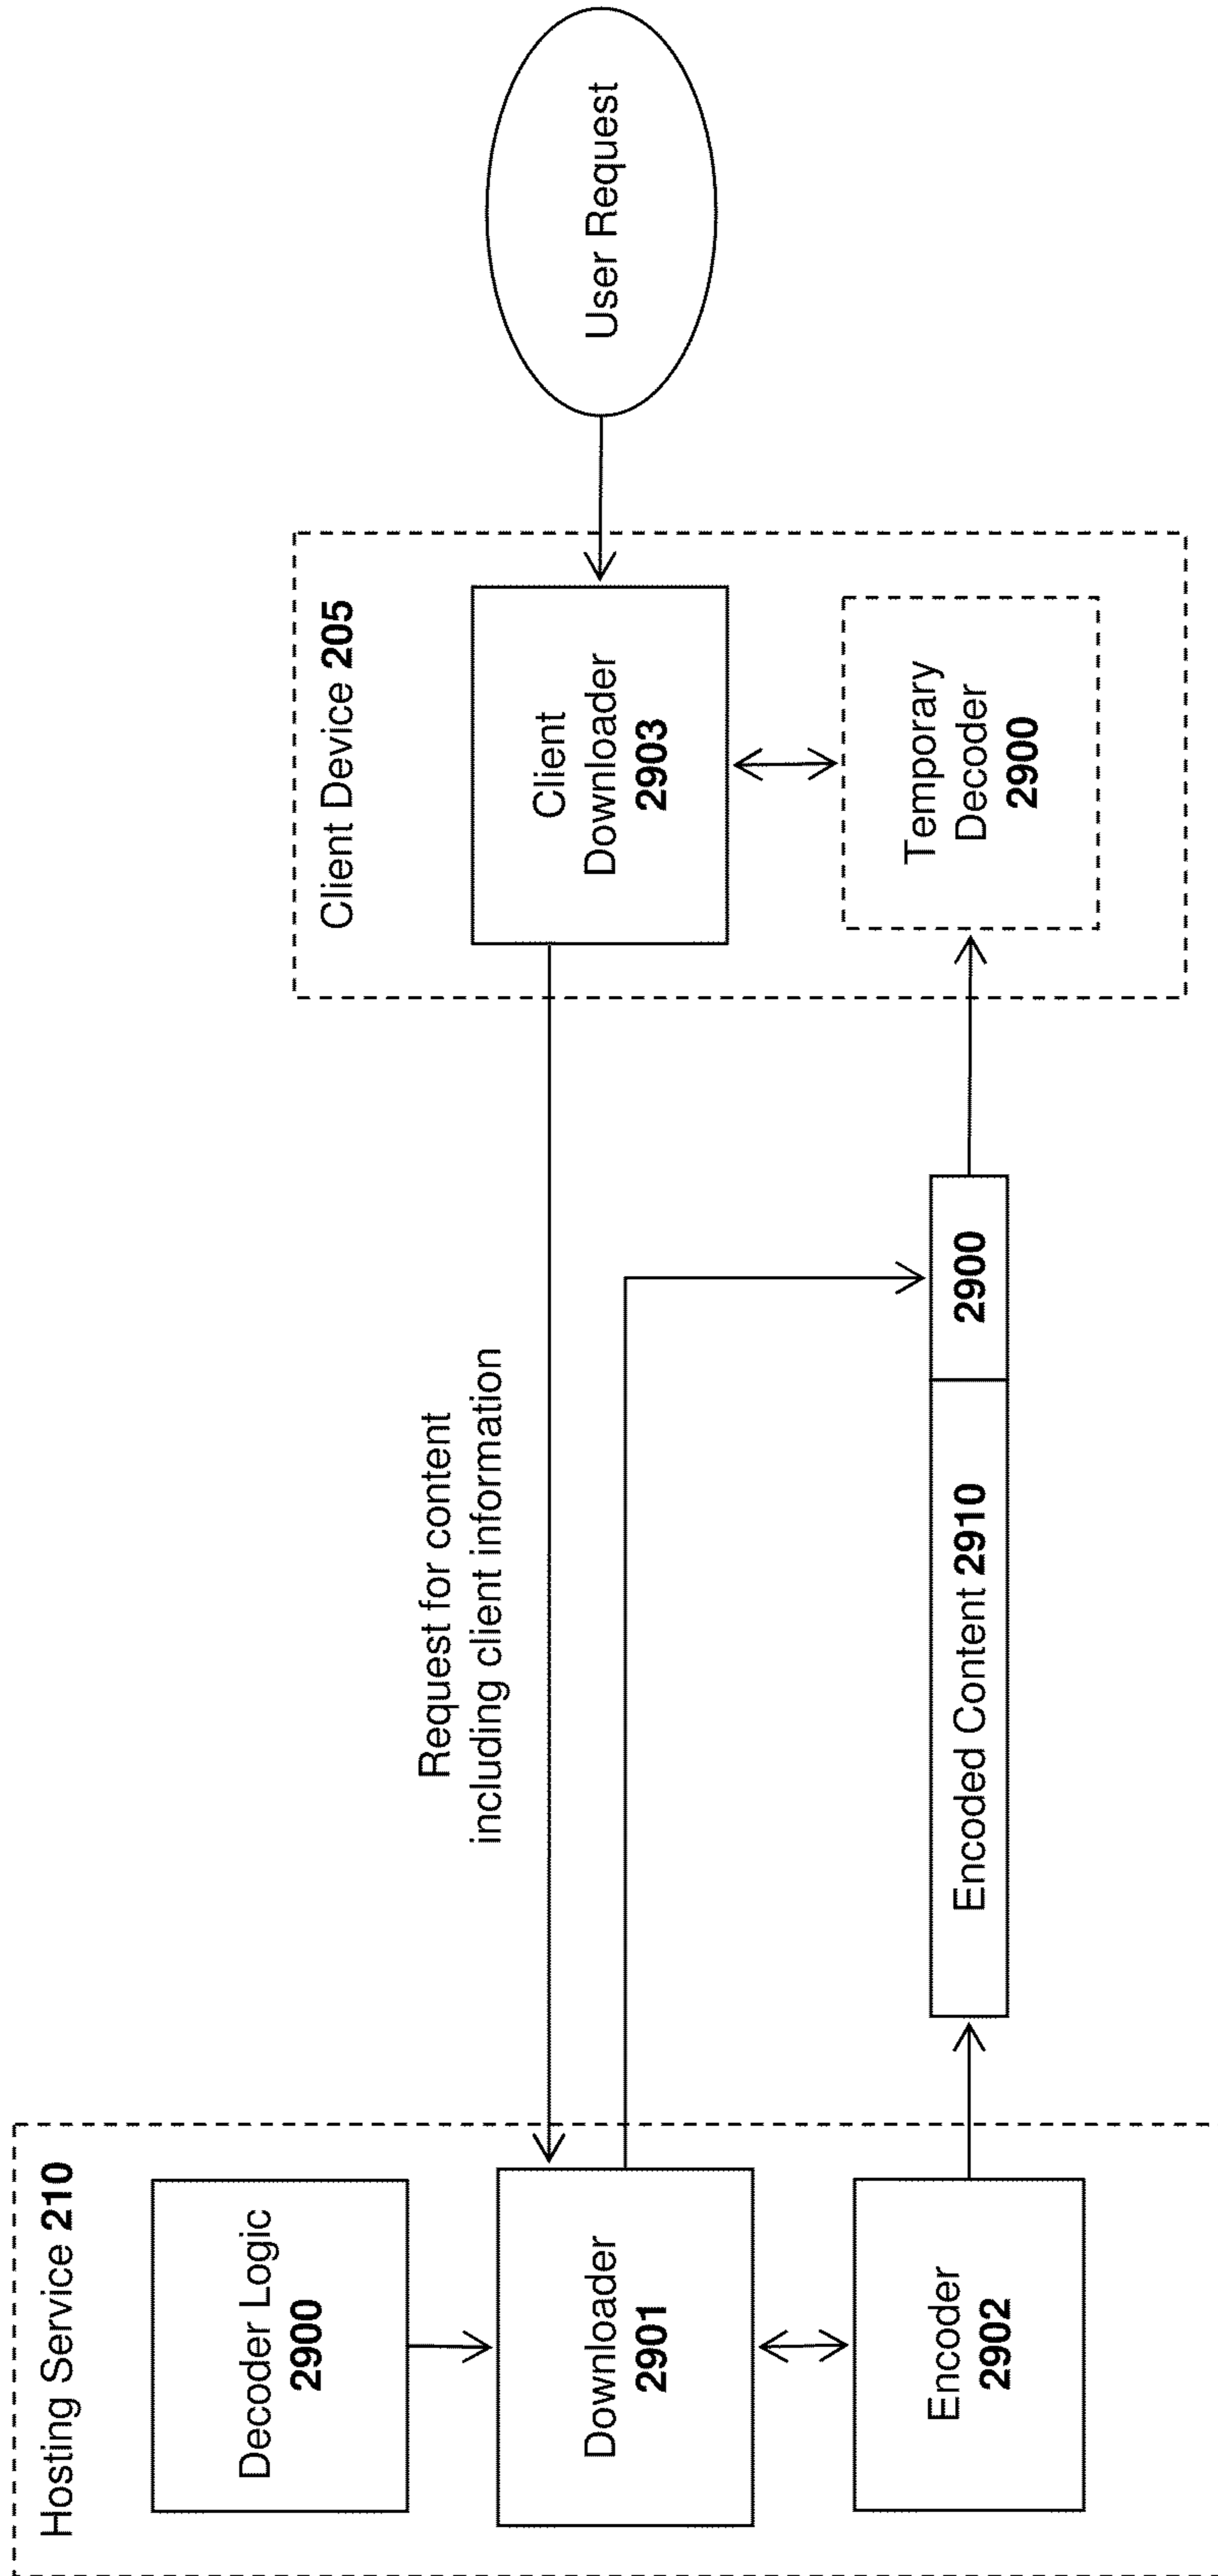 Hosting Service 210
Decoder Logic
2900
Downloader
2901
Encoder
2902
Request for content
including client information
Encoded Content 2910
2900
Client Device 205
Client
Downloader
2903
Temporary
Decoder
2900
User Request